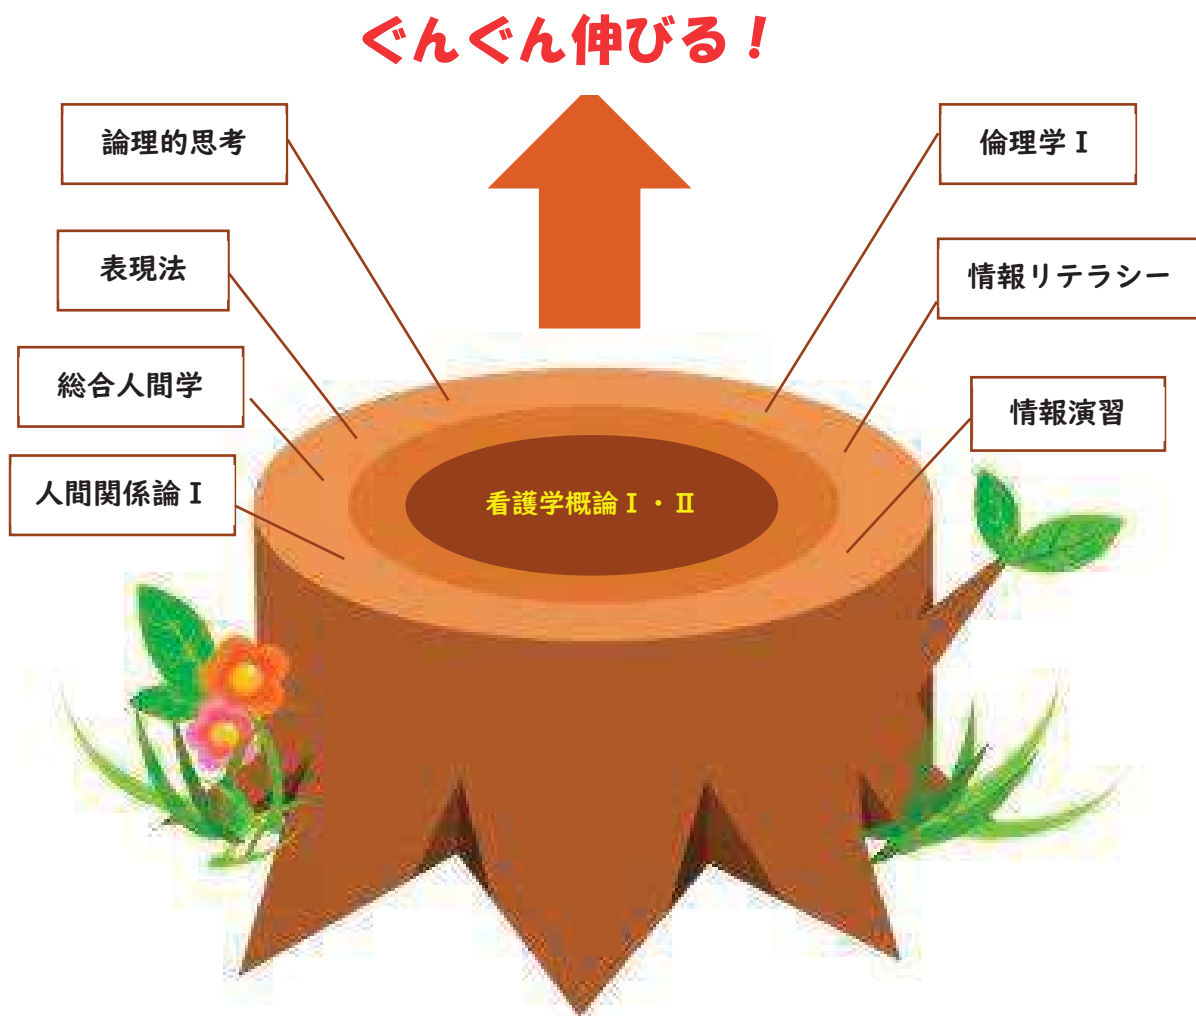 ぐんぐん伸びる！
論理的思考
表現法
総合人間学
人間関係論Ⅰ
倫理学Ⅰ
情報リテラシー
情報演習
看護学概論Ⅰ・Ⅱ